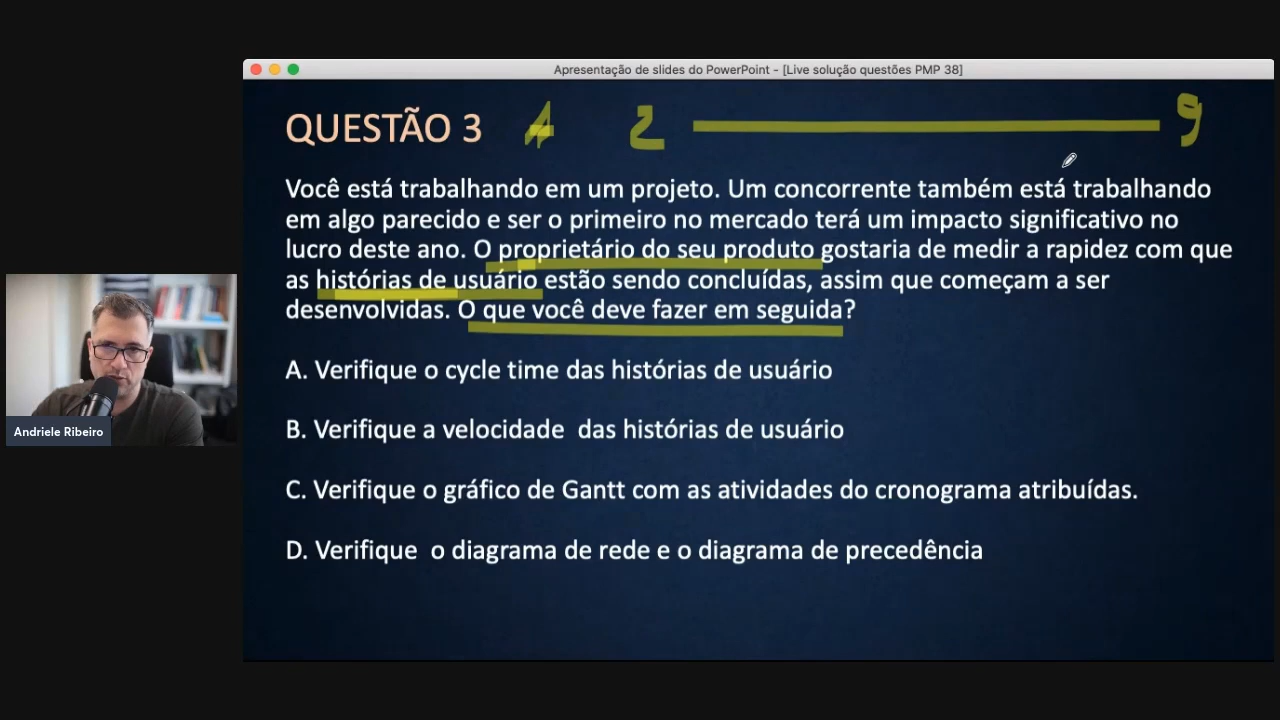 Apresentação de slides do PowerPoint - [Live solução questões PMP 38]
QUESTÃO 3
2
9
Você está trabalhando em um projeto. Um concorrente também está trabalhando
em algo parecido e ser o primeiro no mercado terá um impacto significativo no
lucro deste ano. O proprietário do seu produto gostaria de medir a rapidez com que
as histórias de usuário estão sendo concluídas, assim que começam a ser
desenvolvidas. O que você deve fazer em seguida?
A. Verifique o cycle time das histórias de usuário
B. Verifique a velocidade  das histórias de usuário
C. Verifique o gráfico de Gantt com as atividades do cronograma atribuídas.
D. Verifique  o diagrama de rede e o diagrama de precedência
Andriele Ribeiro